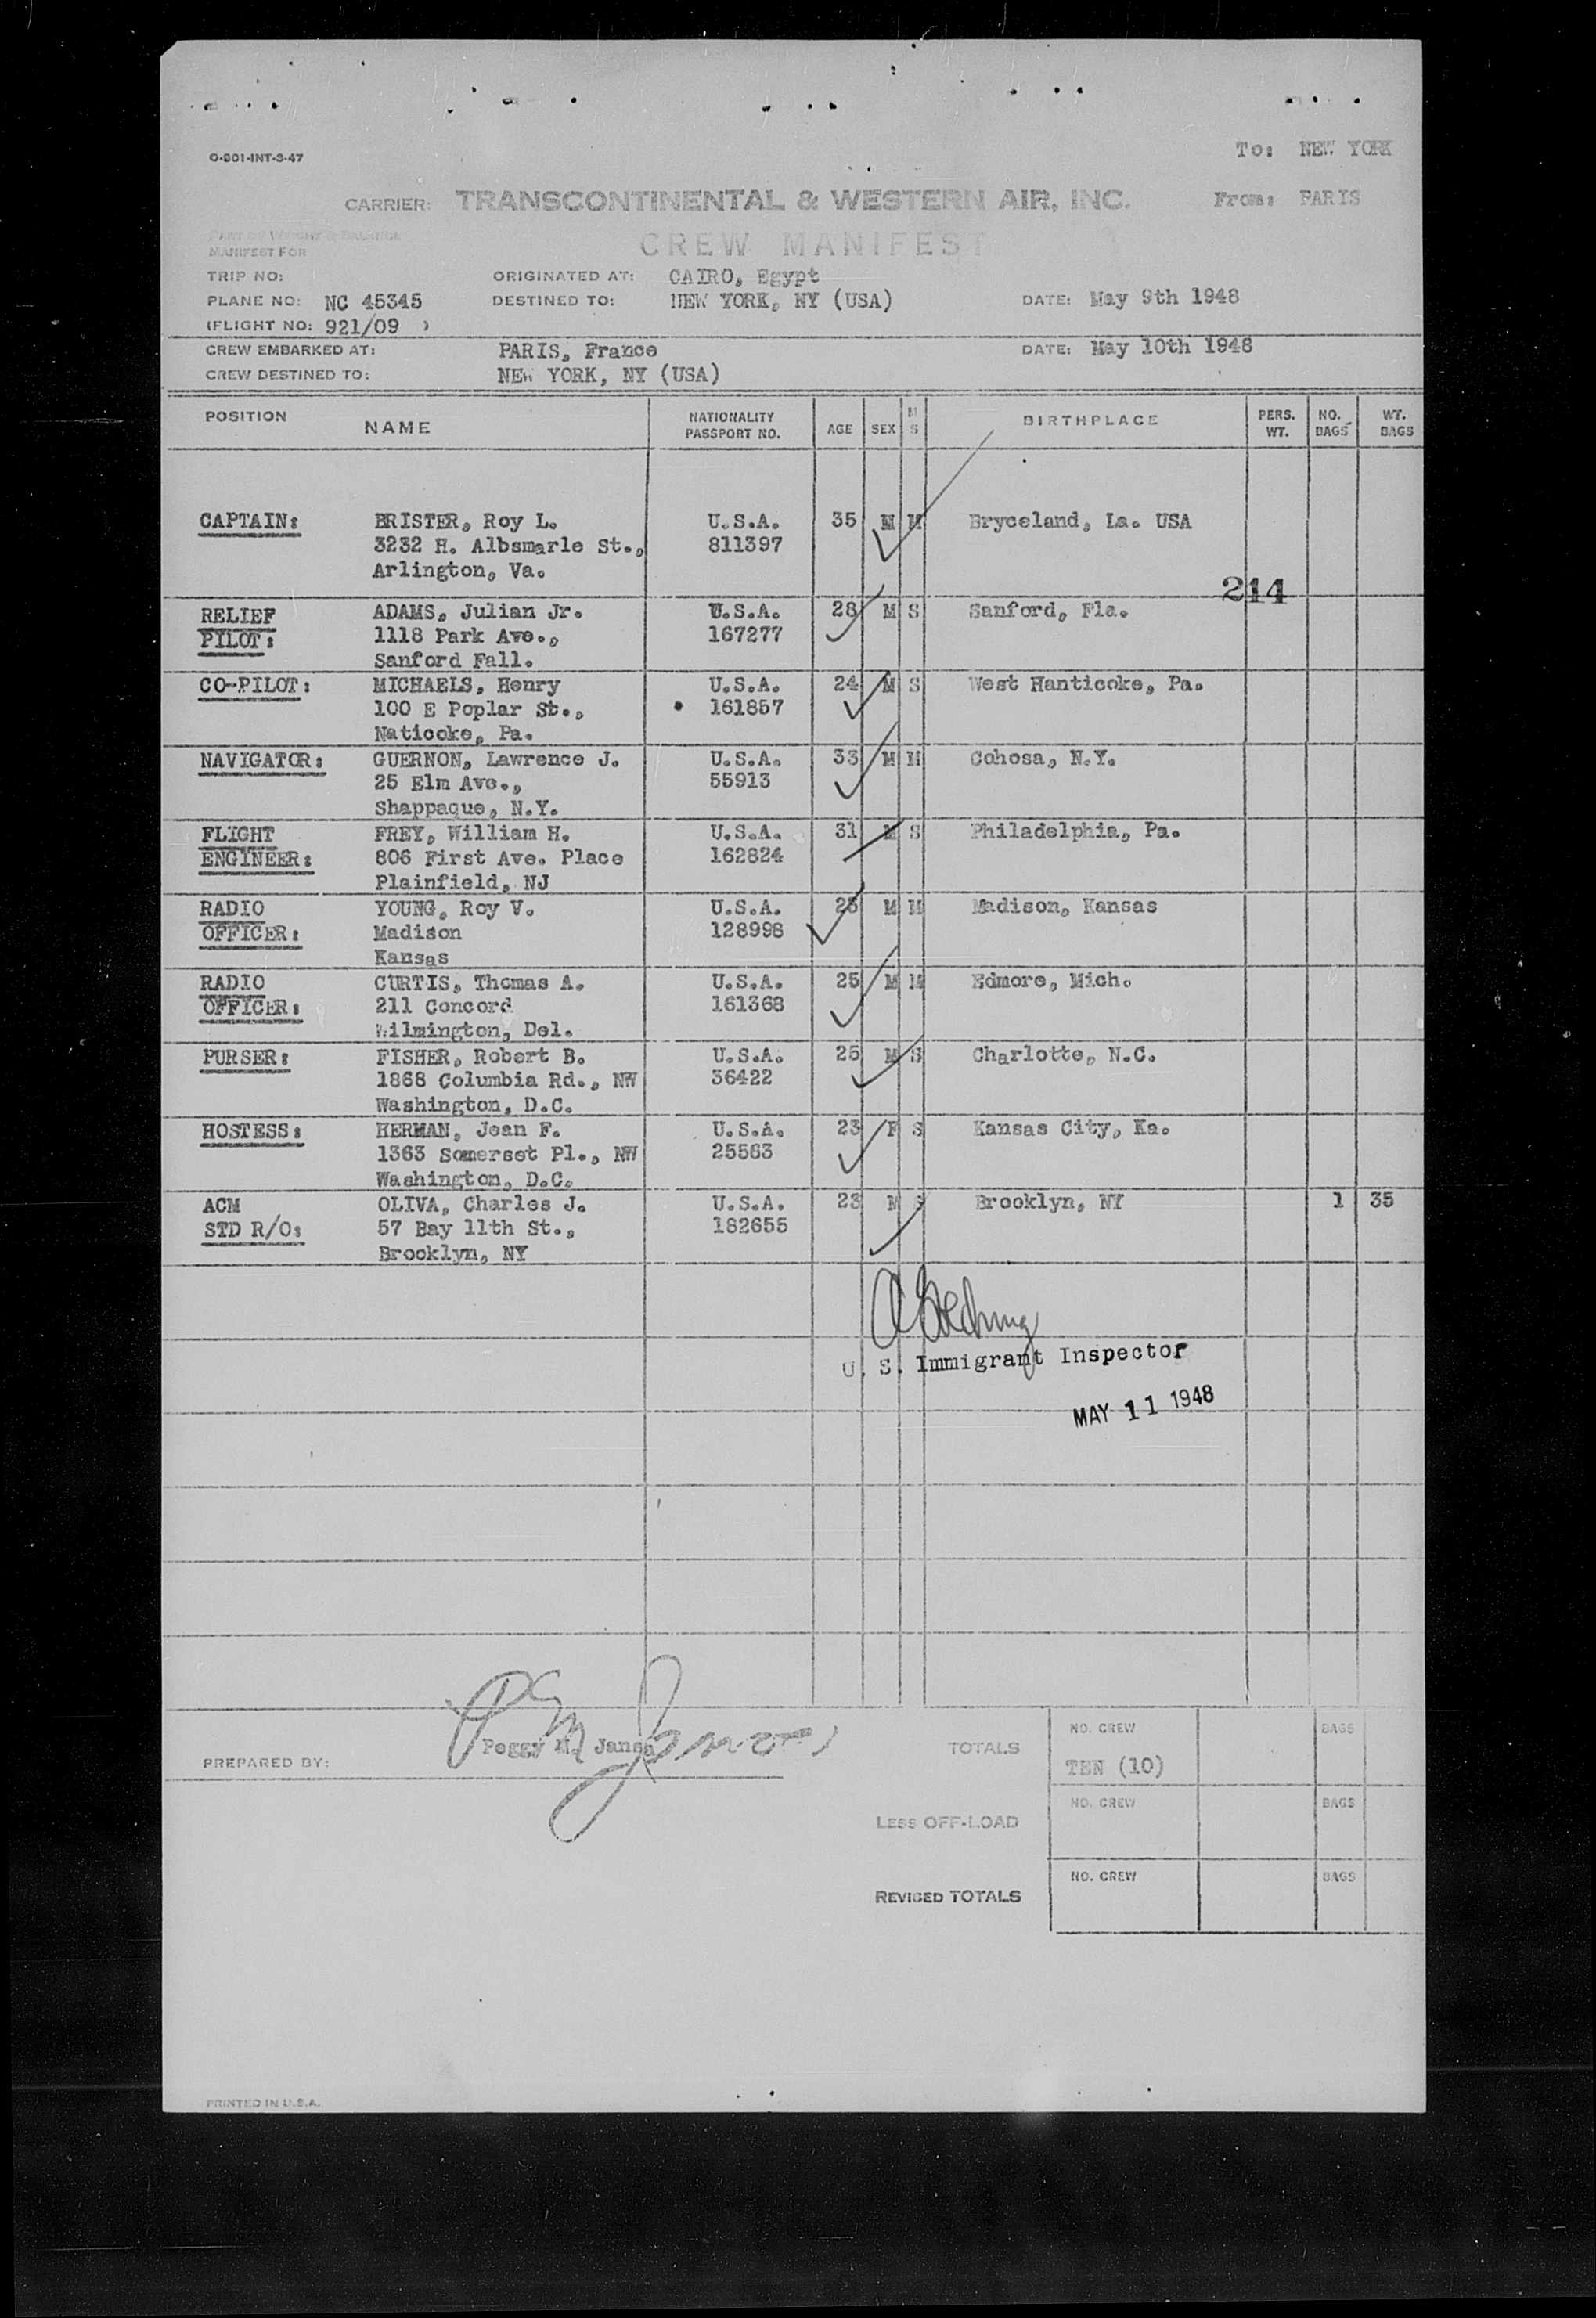 O-801-INT-3-47
To: NEW YORK
CARRIER: TRANSCONTINENTAL & WESTERN AIR, INC. From: PARIS
PART OF WEIGHT & BALANCE
MANIFEST FOR
CREW MANIFEST
TRIP NO: ORIGINATED AT: CAIRO, Egypt
PLANE NO: NC 45345 DESTINED TO: NEW YORK, NY (USA) DATE: May 9th 1948
(FLIGHT NO: 921/09 )
CREW EMBARKED AT: PARIS, France DATE: May 10th 1948
CREW DESTINED TO: NEW YORK, NY (USA)
POSITION NAME NATIONALITY PASSPORT NO. AGE SEX M S BIRTHPLACE PERS. WT. NO. BAGS WT. BAGS
CAPTAIN: BRISTER, Roy L. U.S.A. 35 M M Bryceland, La. USA
3232 H. Albsmarle St., 811397
Arlington, Va.
214
RELIEF ADAMS, Julian Jr. U.S.A. 28 M S Sanford, Fla.
PILOT: 1118 Park Ave., 167277
Sanford Fall.
CO-PILOT: MICHAELS, Henry U.S.A. 24 M S West Nanticoke, Pa.
100 E Poplar St., 161857
Naticoke, Pa.
NAVIGATOR: GUERNON, Lawrence J. U.S.A. 33 M M Cohosa, N.Y.
25 Elm Ave., 55913
Shappaque, N.Y.
FLIGHT FREY, William H. U.S.A. 31 M S Philadelphia, Pa.
ENGINEER: 806 First Ave. Place 162824
Plainfield, NJ
RADIO YOUNG, Roy V. U.S.A. 28 M M Madison, Kansas
OFFICER: Madison 128998
Kansas
RADIO CURTIS, Thomas A. U.S.A. 25 M M Edmore, Mich.
OFFICER: 211 Concord 161368
Wilmington, Del.
PURSER: FISHER, Robert B. U.S.A. 25 M S Charlotte, N.C.
1868 Columbia Rd., NW 36422
Washington, D.C.
HOSTESS: HERMAN, Jean F. U.S.A. 23 F S Kansas City, Ka.
1363 Somerset Pl., NW 25563
Washington, D.C.
ACM OLIVA, Charles J. U.S.A. 23 M S Brooklyn, NY 1 35
STD R/O: 57 Bay 11th St., 182655
Brooklyn, NY
U. S. Immigrant Inspector
MAY 11 1948
PREPARED BY: Peggy M. Jansa
TOTALS NO. CREW TEN (10) BAGS
LESS OFF-LOAD NO. CREW BAGS
REVISED TOTALS NO. CREW BAGS
PRINTED IN U.S.A.